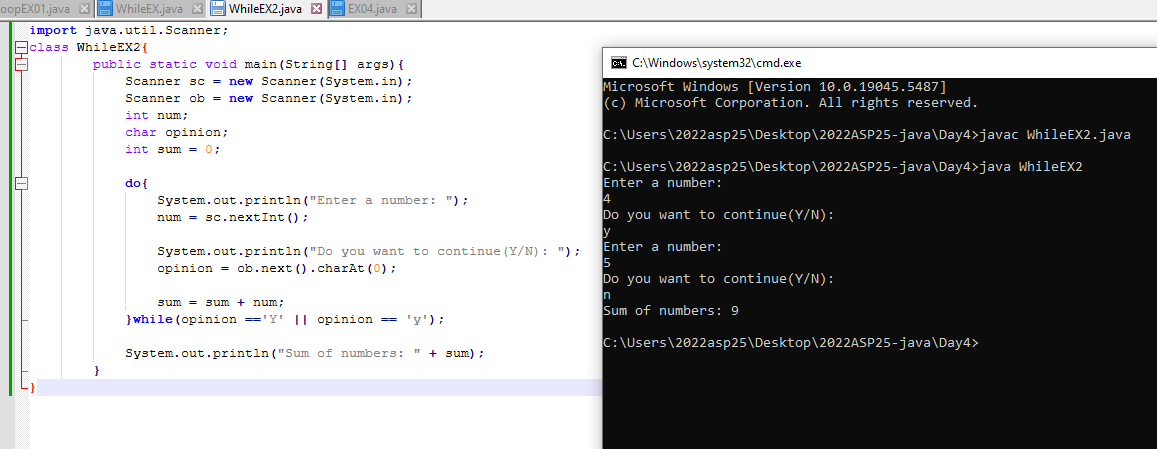 oopEX01.java WhileEX.java WhileEX2.java EX04.java
import java.util.Scanner;
class WhileEX2{
public static void main(String[] args){
Scanner sc = new Scanner(System.in);
Scanner ob = new Scanner(System.in);
int num;
char opinion;
int sum = 0;
do{
System.out.println("Enter a number: ");
num = sc.nextInt();
System.out.println("Do you want to continue(Y/N): ");
opinion = ob.next().charAt(0);
sum = sum + num;
}while(opinion =='Y' || opinion == 'y');
System.out.println("Sum of numbers: " + sum);
}
}
C:\Windows\system32\cmd.exe
Microsoft Windows [Version 10.0.19045.5487]
(c) Microsoft Corporation. All rights reserved.
C:\Users\2022asp25\Desktop\2022ASP25-java\Day4>javac WhileEX2.java
C:\Users\2022asp25\Desktop\2022ASP25-java\Day4>java WhileEX2
Enter a number:
4
Do you want to continue(Y/N):
y
Enter a number:
5
Do you want to continue(Y/N):
n
Sum of numbers: 9
C:\Users\2022asp25\Desktop\2022ASP25-java\Day4>